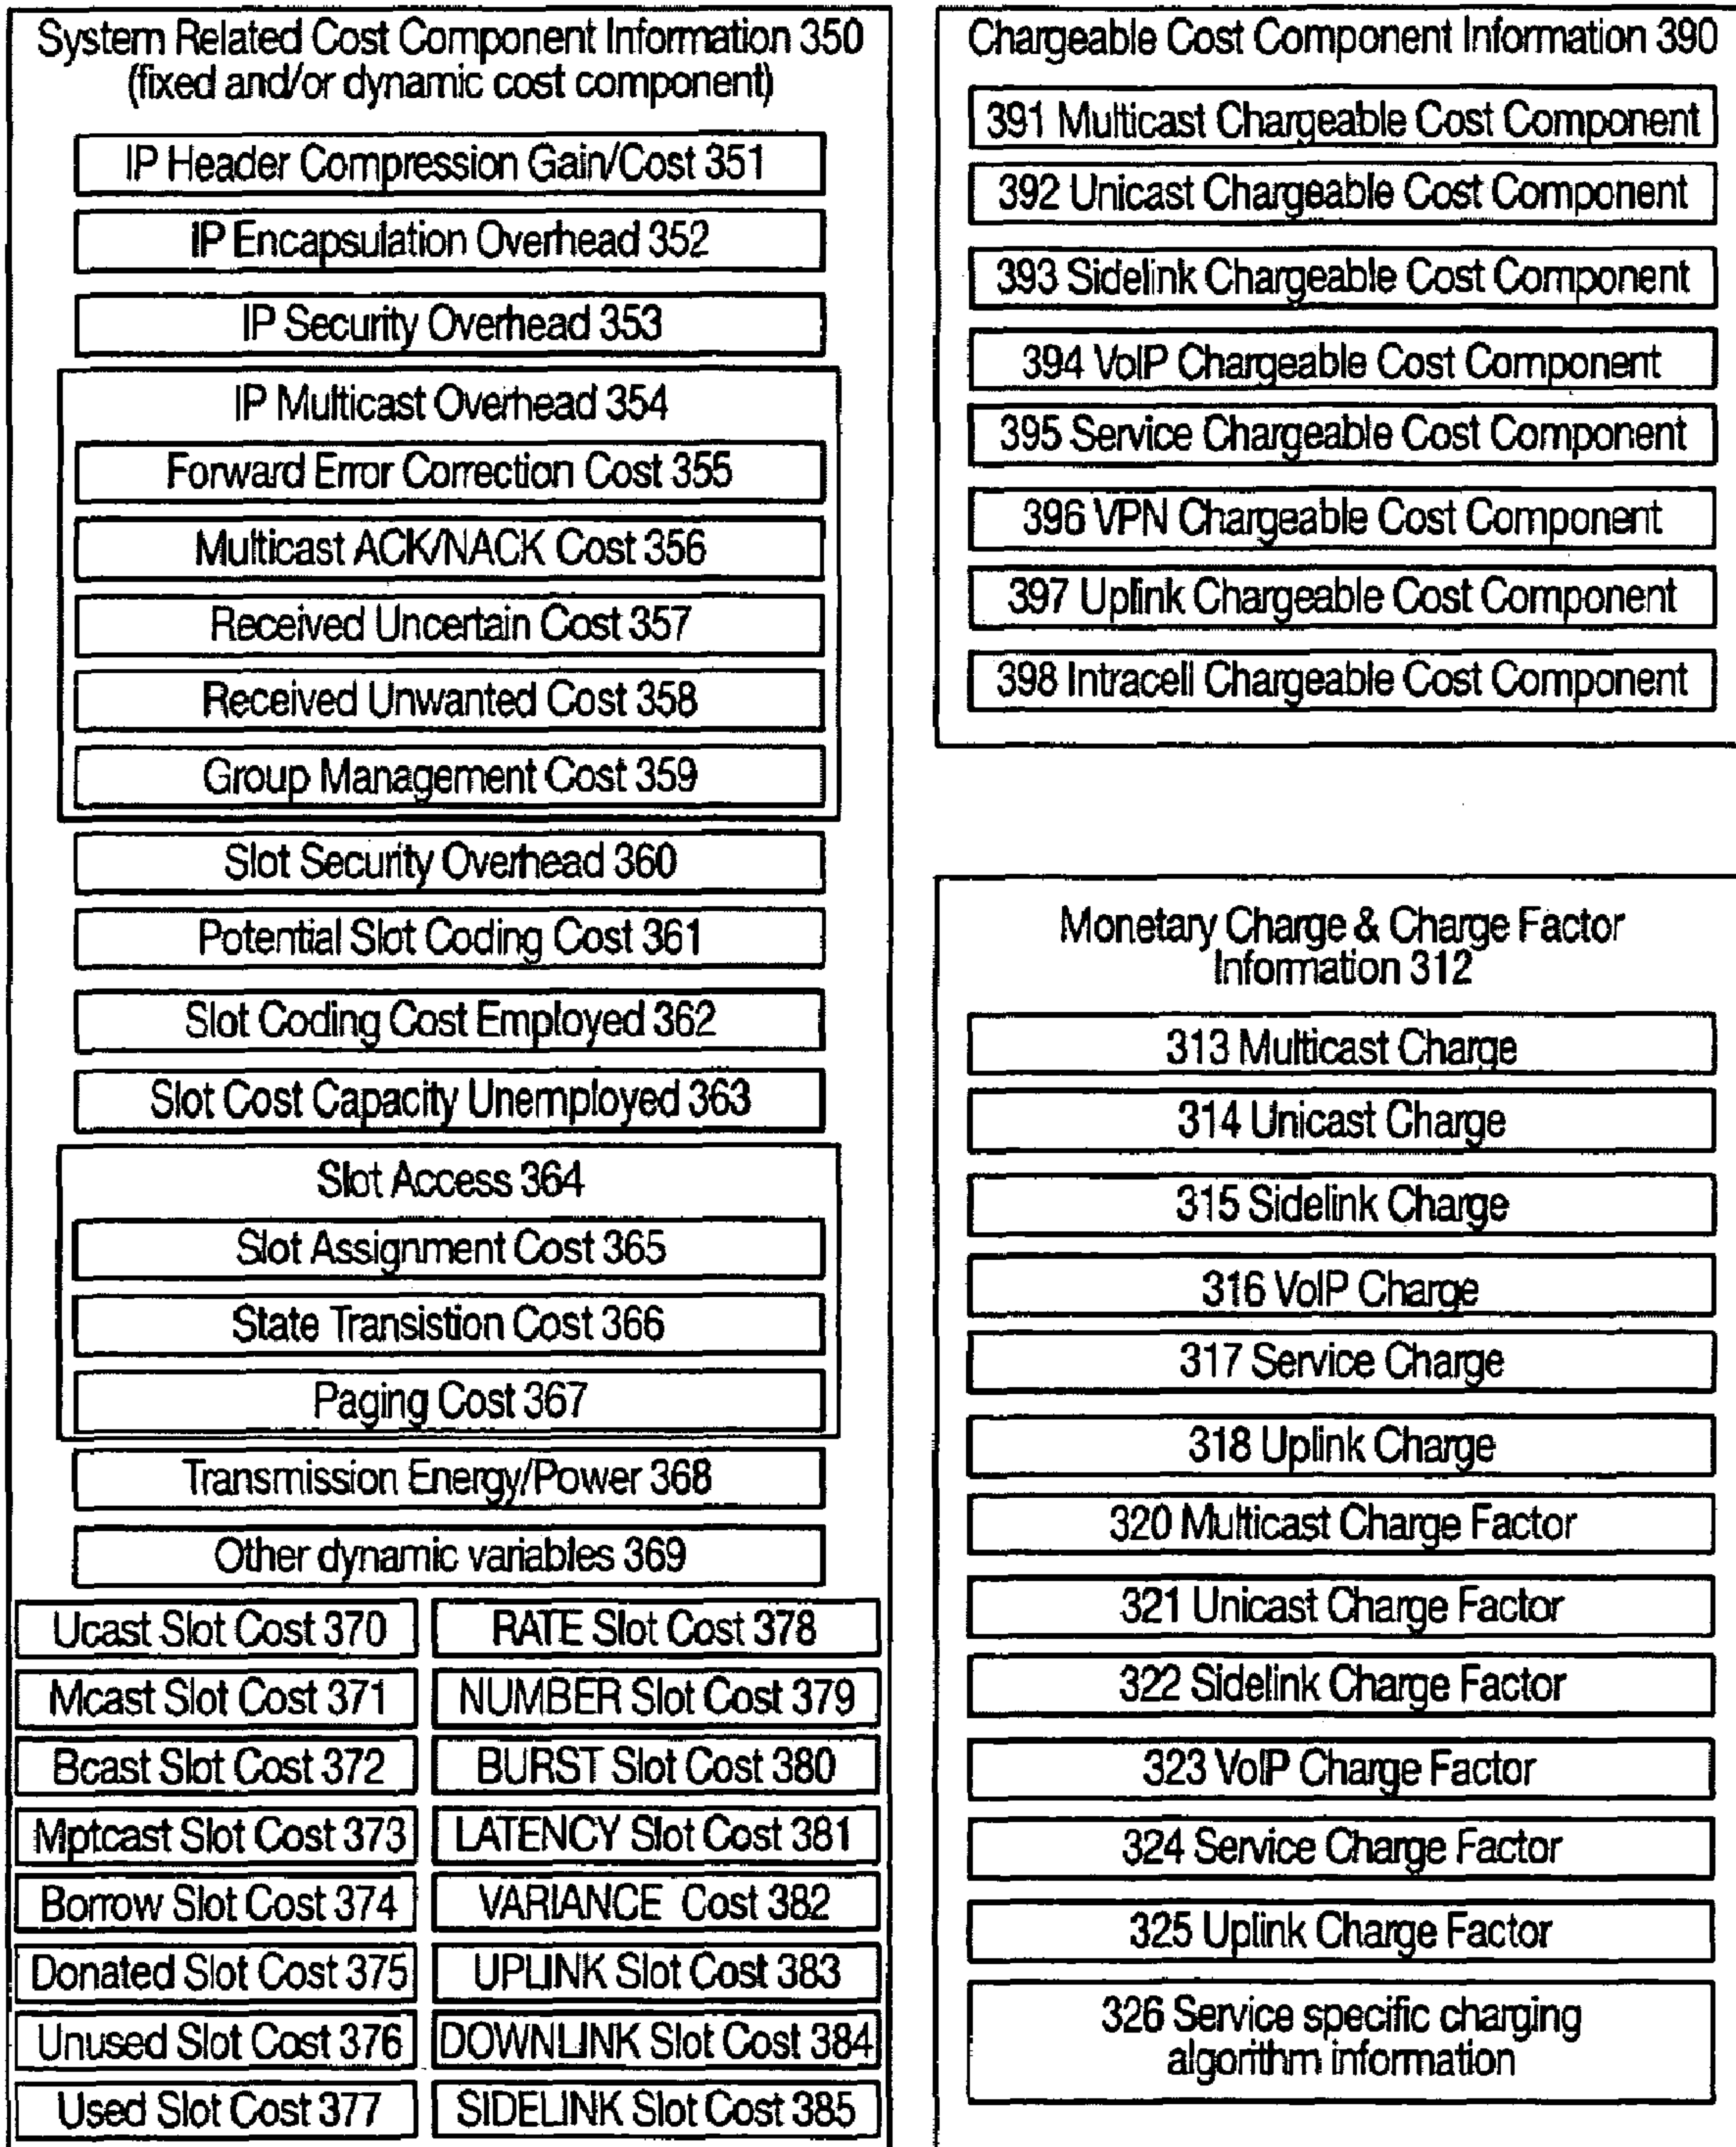 System Related Cost Component Information 350
(fixed and/or dynamic cost component)
IP Header Compression Gain/Cost 351
IP Encapsulation Overhead 352
IP Security Overhead 353
IP Multicast Overhead 354
Forward Error Correction Cost 355
Multicast ACK/NACK Cost 356
Received Uncertain Cost 357
Received Unwanted Cost 358
Group Management Cost 359
Slot Security Overhead 360
Potential Slot Coding Cost 361
Slot Coding Cost Employed 362
Slot Cost Capacity Unemployed 363
Slot Access 364
Slot Assignment Cost 365
State Transistion Cost 366
Paging Cost 367
Transmission Energy/Power 368
Other dynamic variables 369
Ucast Slot Cost 370
Mcast Slot Cost 371
Bcast Slot Cost 372
Mptcast Slot Cost 373
Borrow Slot Cost 374
Donated Slot Cost 375
Unused Slot Cost 376
Used Slot Cost 377
RATE Slot Cost 378
NUMBER Slot Cost 379
BURST Slot Cost 380
LATENCY Slot Cost 381
VARIANCE Cost 382
UPLINK Slot Cost 383
DOWNLINK Slot Cost 384
SIDELINK Slot Cost 385
Chargeable Cost Component Information 390
391 Multicast Chargeable Cost Component
392 Unicast Chargeable Cost Component
393 Sidelink Chargeable Cost Component
394 VoIP Chargeable Cost Component
395 Service Chargeable Cost Component
396 VPN Chargeable Cost Component
397 Uplink Chargeable Cost Component
398 Intracell Chargeable Cost Component
Monetary Charge & Charge Factor
Information 312
313 Multicast Charge
314 Unicast Charge
315 Sidelink Charge
316 VoIP Charge
317 Service Charge
318 Uplink Charge
320 Multicast Charge Factor
321 Unicast Charge Factor
322 Sidelink Charge Factor
323 VoIP Charge Factor
324 Service Charge Factor
325 Uplink Charge Factor
326 Service specific charging
algorithm information